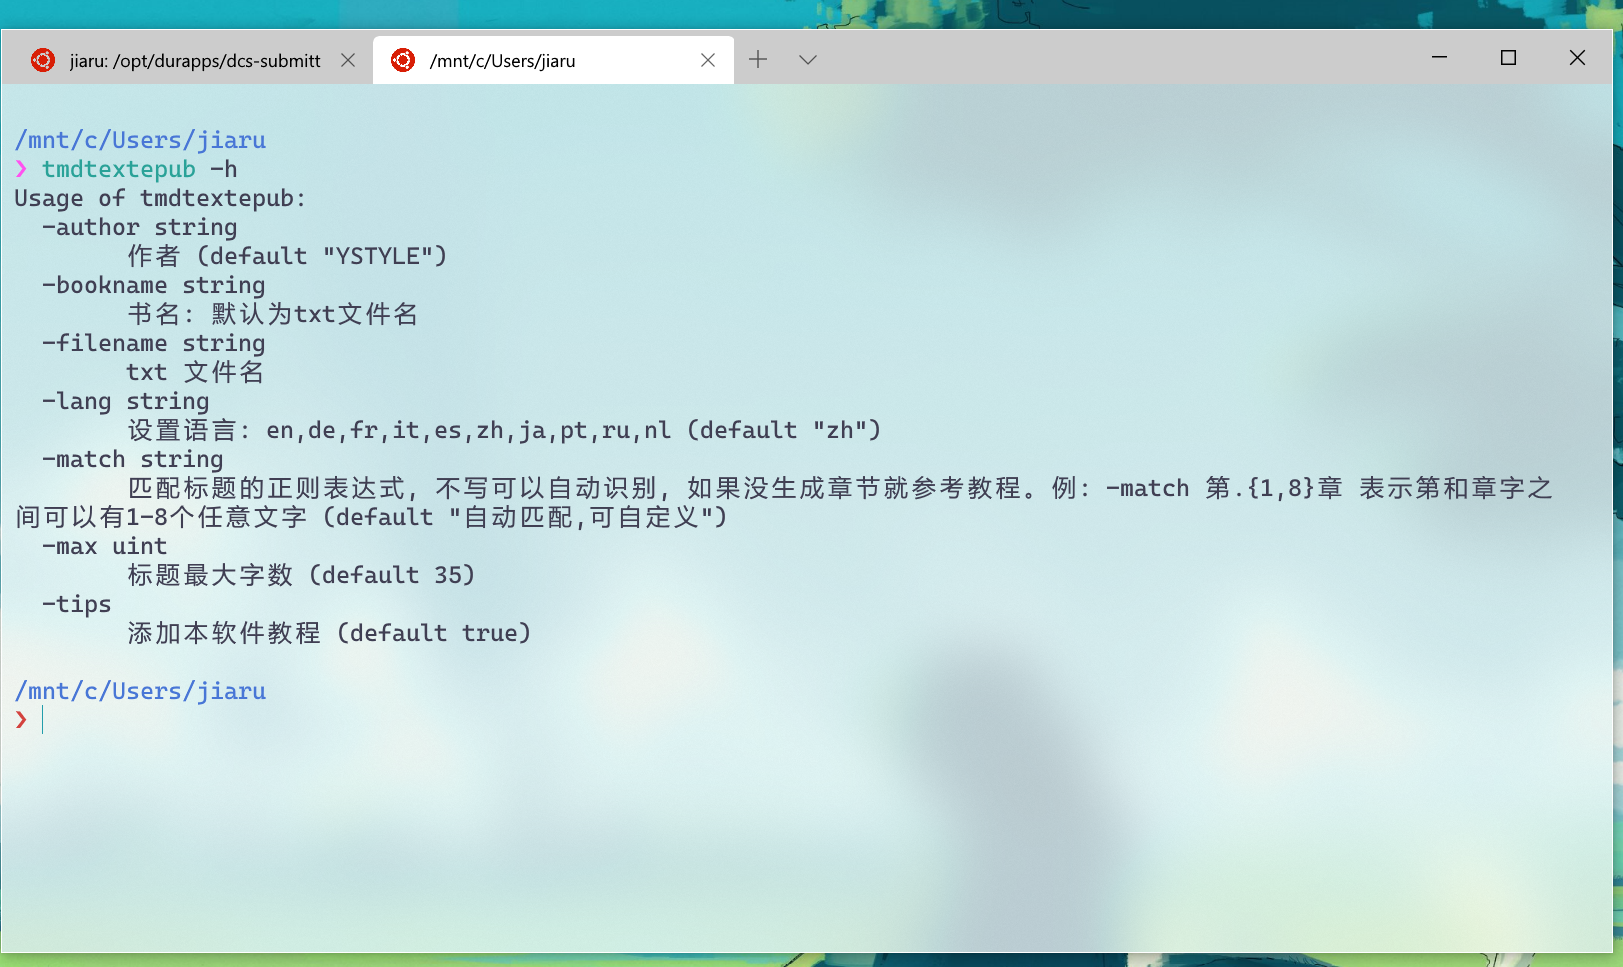 jiaru: /opt/durapps/dcs-submitt
/mnt/c/Users/jiaru
/mnt/c/Users/jiaru
❯ tmdtextepub -h
Usage of tmdtextepub:
  -author string
        作者 (default "YSTYLE")
  -bookname string
        书名: 默认为txt文件名
  -filename string
        txt 文件名
  -lang string
        设置语言: en,de,fr,it,es,zh,ja,pt,ru,nl (default "zh")
  -match string
        匹配标题的正则表达式, 不写可以自动识别, 如果没生成章节就参考教程。例: -match 第.{1,8}章 表示第和章字之
间可以有1-8个任意文字 (default "自动匹配,可自定义")
  -max uint
        标题最大字数 (default 35)
  -tips
        添加本软件教程 (default true)
/mnt/c/Users/jiaru
❯